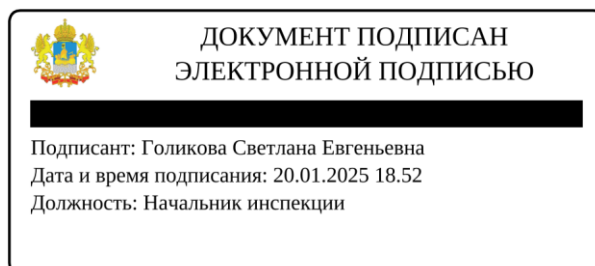 ДОКУМЕНТ ПОДПИСАН
ЭЛЕКТРОННОЙ ПОДПИСЬЮ
Подписант: Голикова Светлана Евгеньевна
Дата и время подписания: 20.01.2025 18.52
Должность: Начальник инспекции